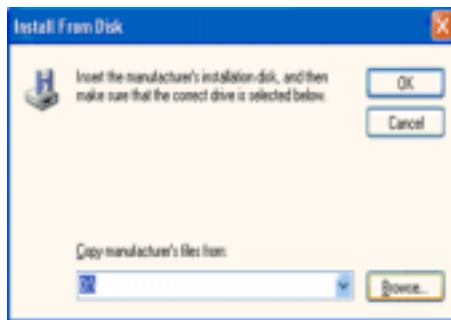 Install From Disk
Insert the manufacturer's installation disk, and then
make sure that the correct drive is selected below.
OK
Cancel
Copy manufacturer's files from:
D:\
Browse...